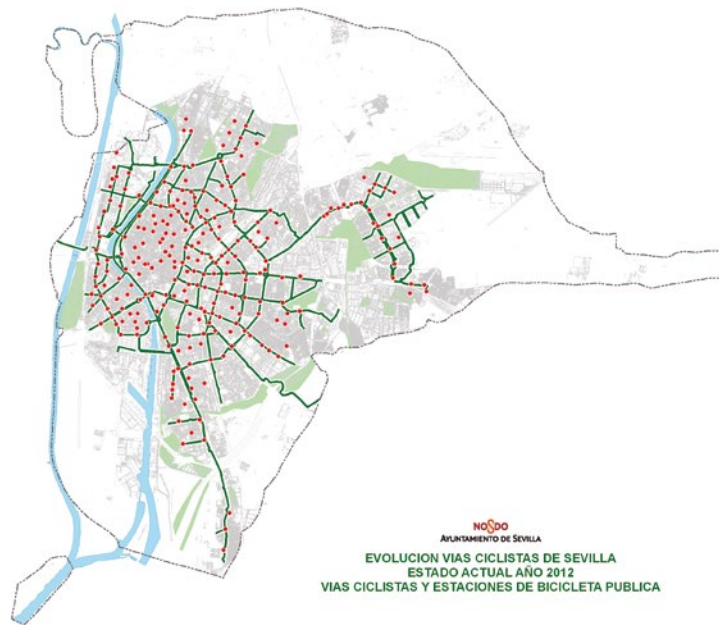 NO8DO
AYUNTAMIENTO DE SEVILLA
EVOLUCION VIAS CICLISTAS DE SEVILLA
ESTADO ACTUAL AÑO 2012
VIAS CICLISTAS Y ESTACIONES DE BICICLETA PUBLICA